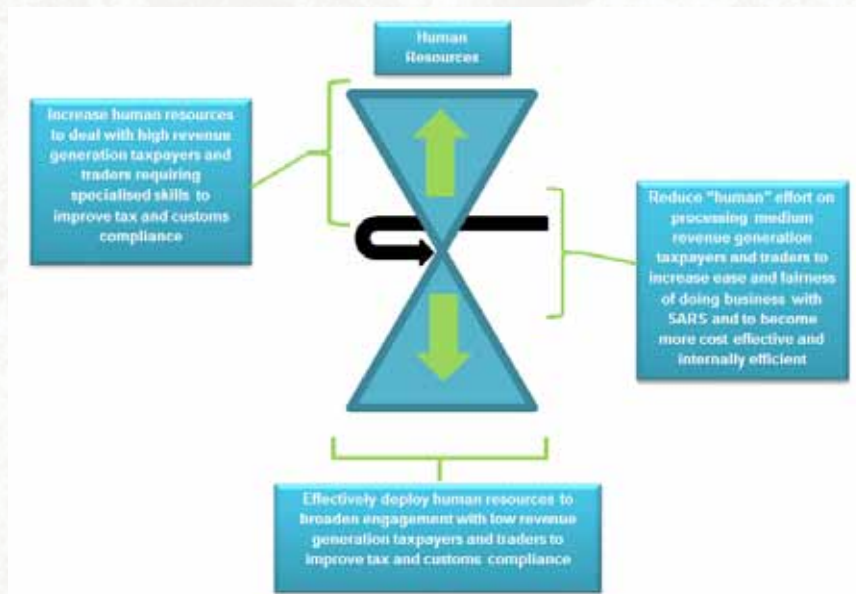 Human
Resources
Increase human resources
to deal with high revenue
generation taxpayers and
traders requiring
specialised skills to
improve tax and customs
compliance
Reduce "human" effort on
processing medium
revenue generation
taxpayers and traders to
increase ease and fairness
of doing business with
SARS and to become
more cost effective and
internally efficient
Effectively deploy human resources to
broaden engagement with low revenue
generation taxpayers and traders to
improve tax and customs compliance